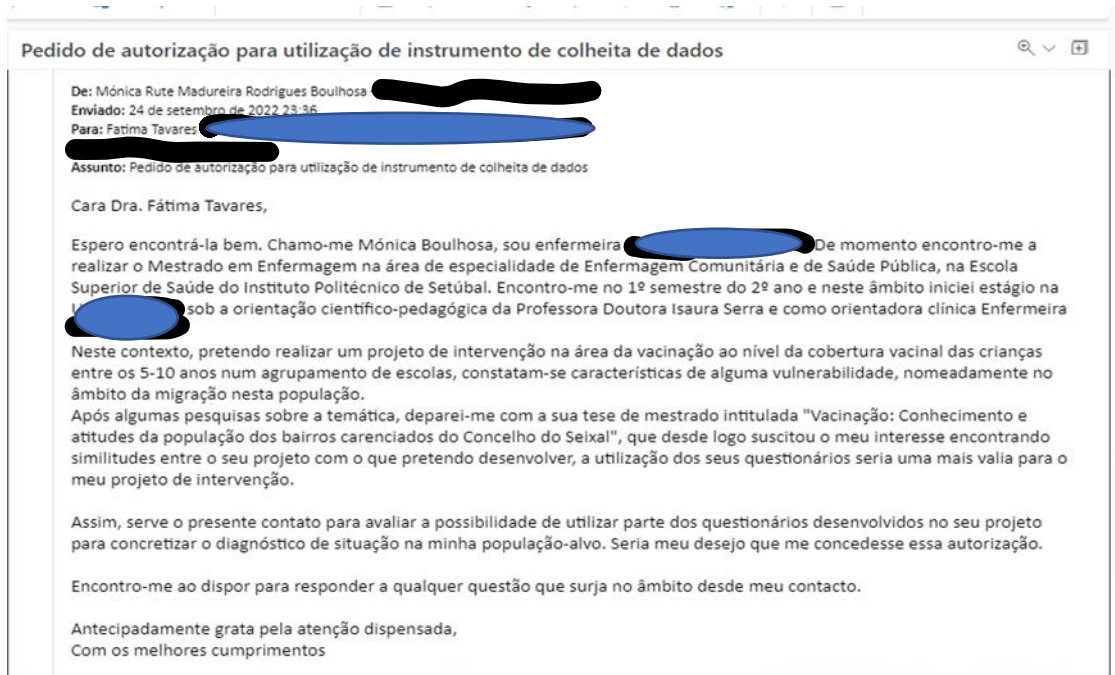 Pedido de autorização para utilização de instrumento de colheita de dados
De: Mónica Rute Madureira Rodrigues Boulhosa
Enviado: 24 de setembro de 2022 23:36
Para: Fatima Tavares
Assunto: Pedido de autorização para utilização de instrumento de colheita de dados
Cara Dra. Fátima Tavares,
Espero encontrá-la bem. Chamo-me Mónica Boulhosa, sou enfermeira De momento encontro-me a
realizar o Mestrado em Enfermagem na área de especialidade de Enfermagem Comunitária e de Saúde Pública, na Escola
Superior de Saúde do Instituto Politécnico de Setúbal. Encontro-me no 1º semestre do 2º ano e neste âmbito iniciei estágio na
sob a orientação científico-pedagógica da Professora Doutora Isaura Serra e como orientadora clínica Enfermeira
Neste contexto, pretendo realizar um projeto de intervenção na área da vacinação ao nível da cobertura vacinal das crianças
entre os 5-10 anos num agrupamento de escolas, constatam-se características de alguma vulnerabilidade, nomeadamente no
âmbito da migração nesta população.
Após algumas pesquisas sobre a temática, deparei-me com a sua tese de mestrado intitulada "Vacinação: Conhecimento e
atitudes da população dos bairros carenciados do Concelho do Seixal", que desde logo suscitou o meu interesse encontrando
similitudes entre o seu projeto com o que pretendo desenvolver, a utilização dos seus questionários seria uma mais valia para o
meu projeto de intervenção.
Assim, serve o presente contato para avaliar a possibilidade de utilizar parte dos questionários desenvolvidos no seu projeto
para concretizar o diagnóstico de situação na minha população-alvo. Seria meu desejo que me concedesse essa autorização.
Encontro-me ao dispor para responder a qualquer questão que surja no âmbito desde meu contacto.
Antecipadamente grata pela atenção dispensada,
Com os melhores cumprimentos